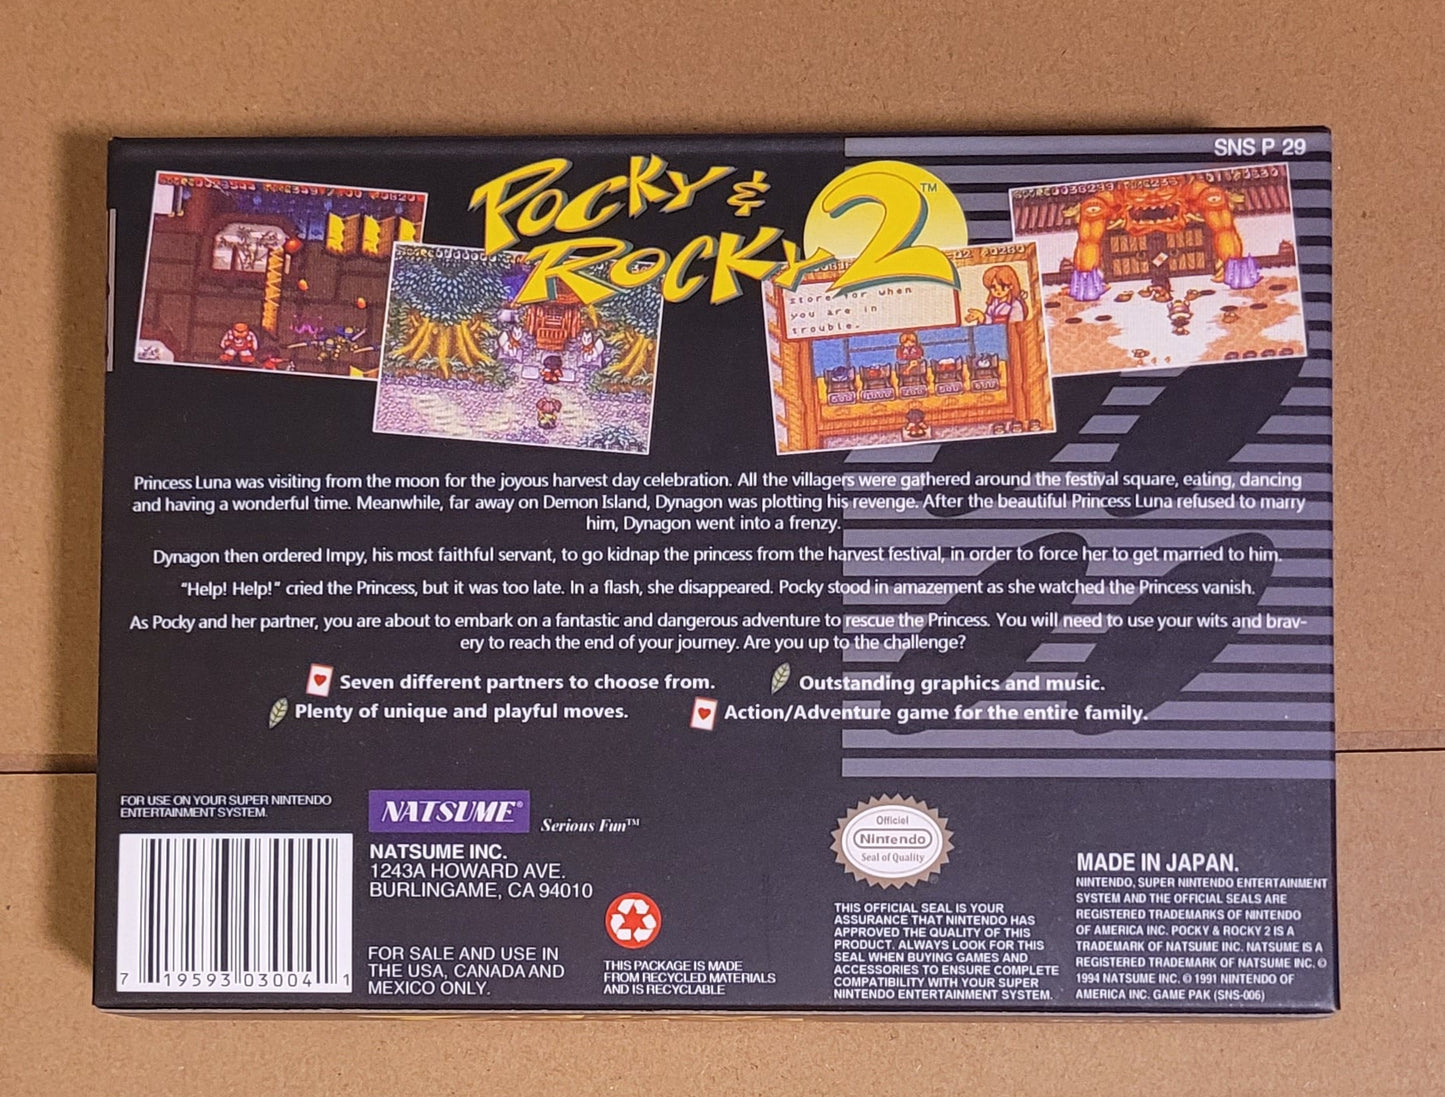 SNS P 29
POCKY &
ROCKY 2™
store for when
you are in
trouble.
Princess Luna was visiting from the moon for the joyous harvest day celebration. All the villagers were gathered around the festival square, eating, dancing
and having a wonderful time. Meanwhile, far away on Demon Island, Dynagon was plotting his revenge. After the beautiful Princess Luna refused to marry
him, Dynagon went into a frenzy.
Dynagon then ordered Impy, his most faithful servant, to go kidnap the princess from the harvest festival, in order to force her to get married to him.
"Help! Help!" cried the Princess, but it was too late. In a flash, she disappeared. Pocky stood in amazement as she watched the Princess vanish.
As Pocky and her partner, you are about to embark on a fantastic and dangerous adventure to rescue the Princess. You will need to use your wits and brav-
ery to reach the end of your journey. Are you up to the challenge?
Seven different partners to choose from.
Outstanding graphics and music.
Plenty of unique and playful moves.
Action/Adventure game for the entire family.
FOR USE ON YOUR SUPER NINTENDO
ENTERTAINMENT SYSTEM.
7 19593 03004 1
NATSUME®
Serious Fun™
NATSUME INC.
1243A HOWARD AVE.
BURLINGAME, CA 94010
FOR SALE AND USE IN
THE USA, CANADA AND
MEXICO ONLY.
THIS PACKAGE IS MADE
FROM RECYCLED MATERIALS
AND IS RECYCLABLE
Official
Nintendo
Seal of Quality
THIS OFFICIAL SEAL IS YOUR
ASSURANCE THAT NINTENDO HAS
APPROVED THE QUALITY OF THIS
PRODUCT. ALWAYS LOOK FOR THIS
SEAL WHEN BUYING GAMES AND
ACCESSORIES TO ENSURE COMPLETE
COMPATIBILITY WITH YOUR SUPER
NINTENDO ENTERTAINMENT SYSTEM.
MADE IN JAPAN.
NINTENDO, SUPER NINTENDO ENTERTAINMENT
SYSTEM AND THE OFFICIAL SEALS ARE
REGISTERED TRADEMARKS OF NINTENDO
OF AMERICA INC. POCKY & ROCKY 2 IS A
TRADEMARK OF NATSUME INC. NATSUME IS A
REGISTERED TRADEMARK OF NATSUME INC. ©
1994 NATSUME INC. © 1991 NINTENDO OF
AMERICA INC. GAME PAK (SNS-006)